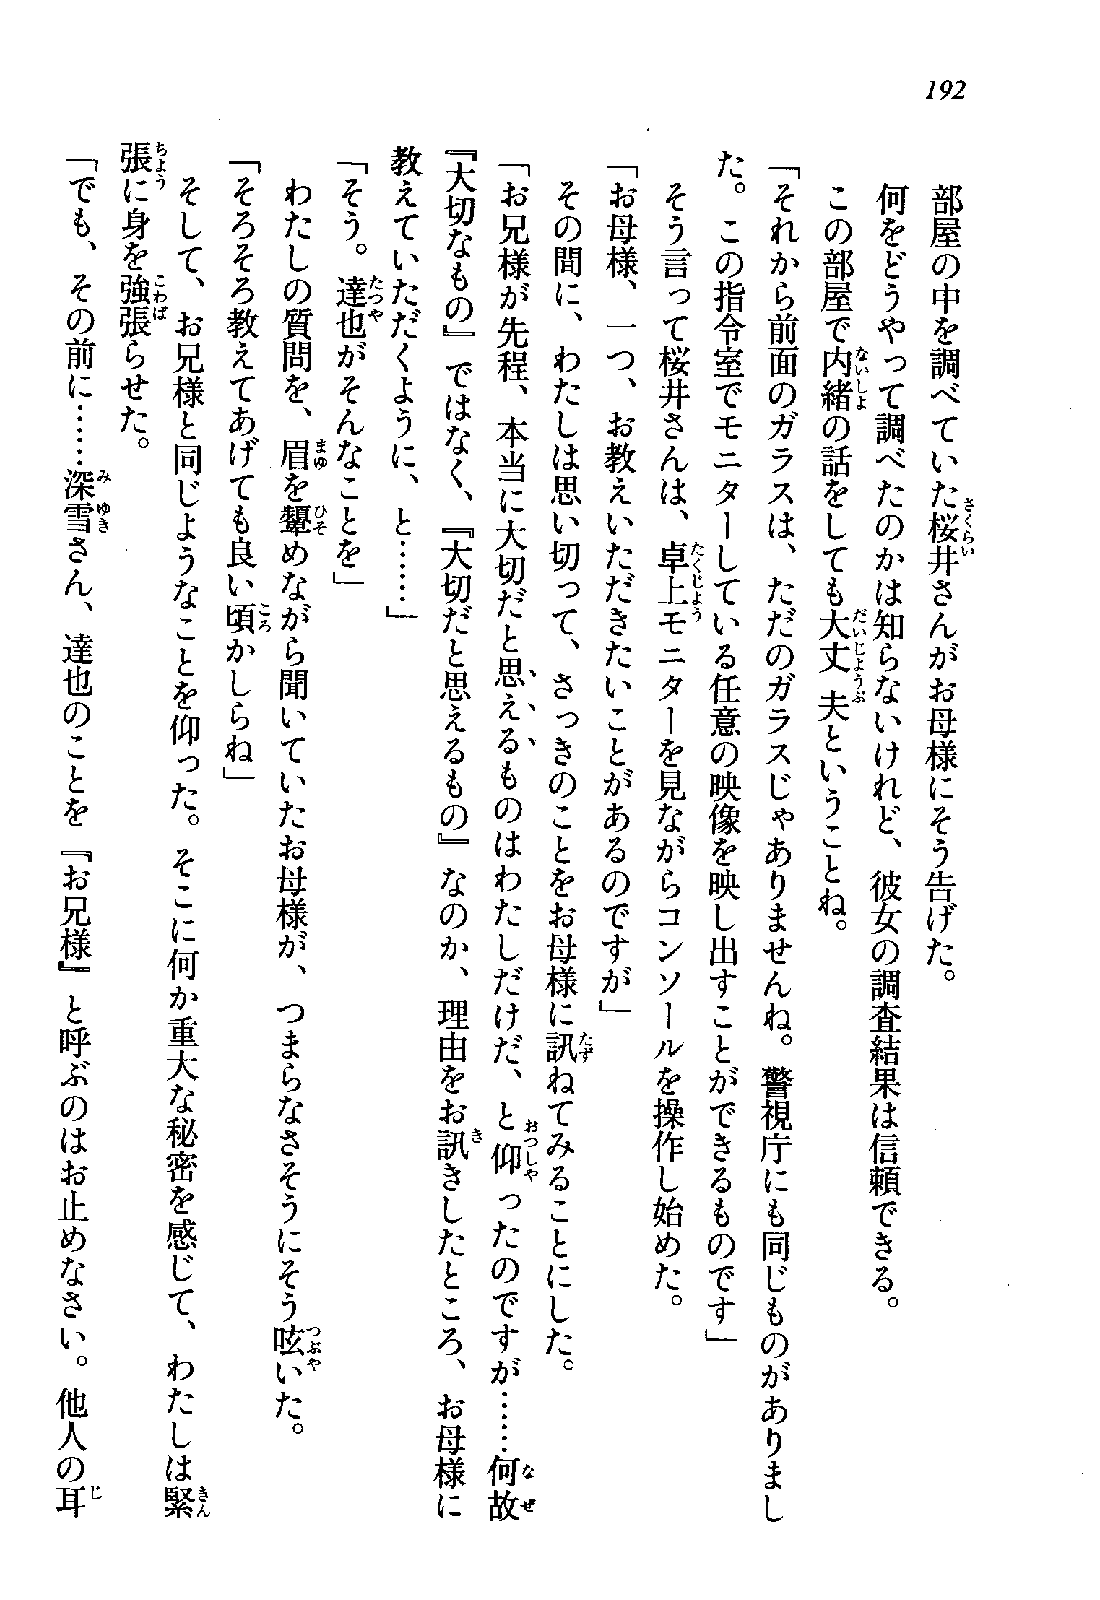 192
部屋の中を調べていた桜井さんがお母様にそう告げた。
何をどうやって調べたのかは知らないけれど、彼女の調査結果は信頼できる。
この部屋で内緒の話をしても大丈夫ということね。
「それから前面のガラスは、ただのガラスじゃありませんね。警視庁にも同じものがありまし
た。この指令室でモニターしている任意の映像を映し出すことができるものです」
そう言って桜井さんは、卓上モニターを見ながらコンソールを操作し始めた。
「お母様、一つ、お教えいただきたいことがあるのですが」
その間に、わたしは思い切って、さっきのことをお母様に訊ねてみることにした。
「お兄様が先程、本当に大切だと思えるものはわたしだけだ、と仰ったのですが……何故
『大切なもの』ではなく、『大切だと思えるもの』なのか、理由をお訊きしたところ、お母様に
教えていただくように、と……」
「そう。達也がそんなことを」
わたしの質問を、眉を顰めながら聞いていたお母様が、つまらなさそうにそう呟いた。
「そろそろ教えてあげても良い頃かしらね」
そして、お兄様と同じようなことを仰った。そこに何か重大な秘密を感じて、わたしは緊
張に身を強張らせた。
「でも、その前に……深雪さん、達也のことを『お兄様』と呼ぶのはお止めなさい。他人の耳